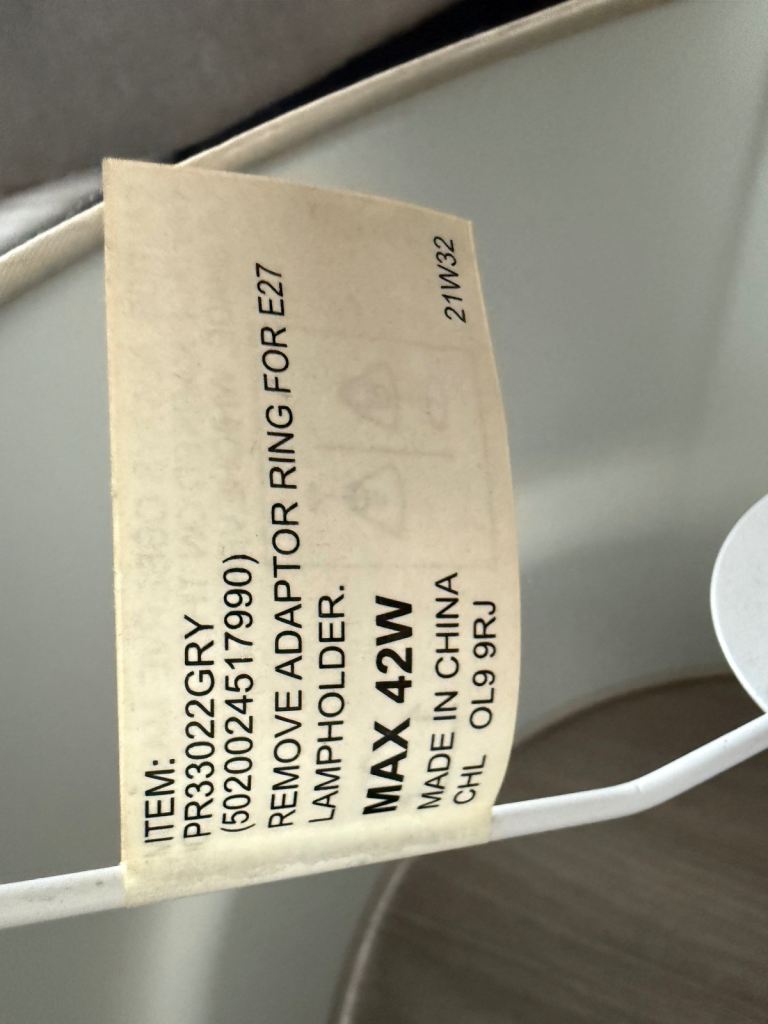 ITEM:
PR33022GRY
(5020024517990)
REMOVE ADAPTOR RING FOR E27
LAMPHOLDER.
MAX 42W
MADE IN CHINA
CHL OL9 9RJ
21W32